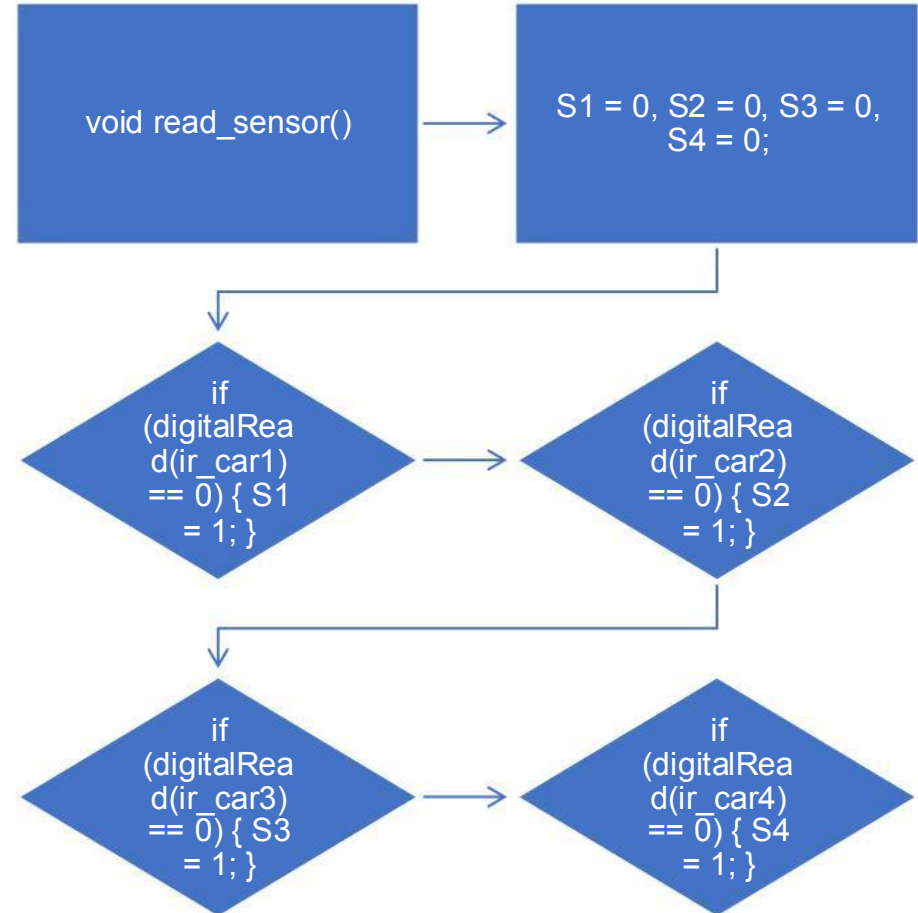 void read_sensor()
S1 = 0, S2 = 0, S3 = 0,
S4 = 0;
if
(digitalRea
d(ir_car1)
== 0) { S1
= 1; }
if
(digitalRea
d(ir_car2)
== 0) { S2
= 1; }
if
(digitalRea
d(ir_car3)
== 0) { S3
= 1; }
if
(digitalRea
d(ir_car4)
== 0) { S4
= 1; }